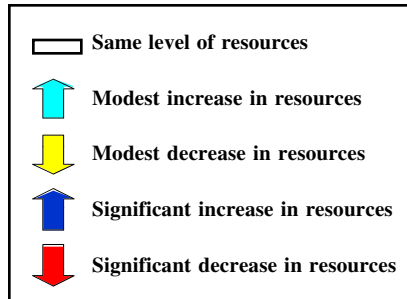 Same level of resources
Modest increase in resources
Modest decrease in resources
Significant increase in resources
Significant decrease in resources